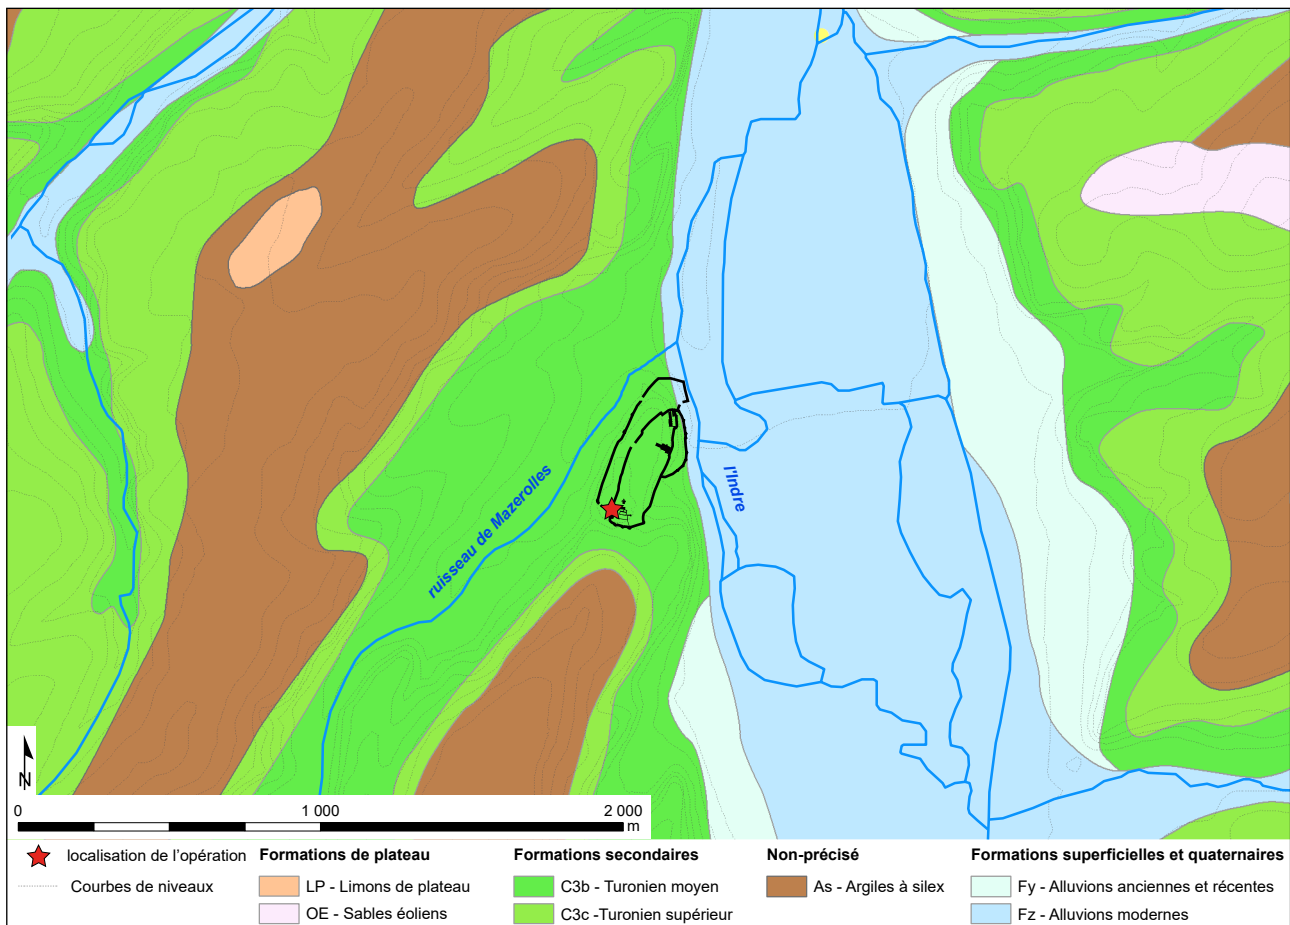 ruisseau de Mazerolles
l'Indre
N
0 1 000 2 000
m
localisation de l'opération
Courbes de niveaux
Formations de plateau
LP - Limons de plateau
OE - Sables éoliens
Formations secondaires
C3b - Turonien moyen
C3c -Turonien supérieur
Non-précisé
As - Argiles à silex
Formations superficielles et quaternaires
Fy - Alluvions anciennes et récentes
Fz - Alluvions modernes